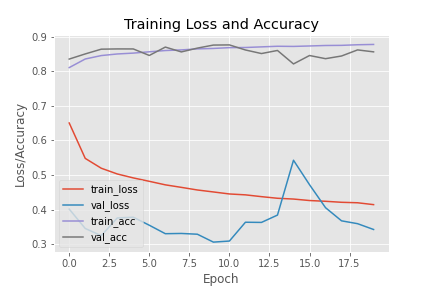 Training Loss and Accuracy
Loss/Accuracy
0.9
0.8
0.7
0.6
0.5
0.4
0.3
train_loss
val_loss
train_acc
val_acc
0.0 2.5 5.0 7.5 10.0 12.5 15.0 17.5
Epoch